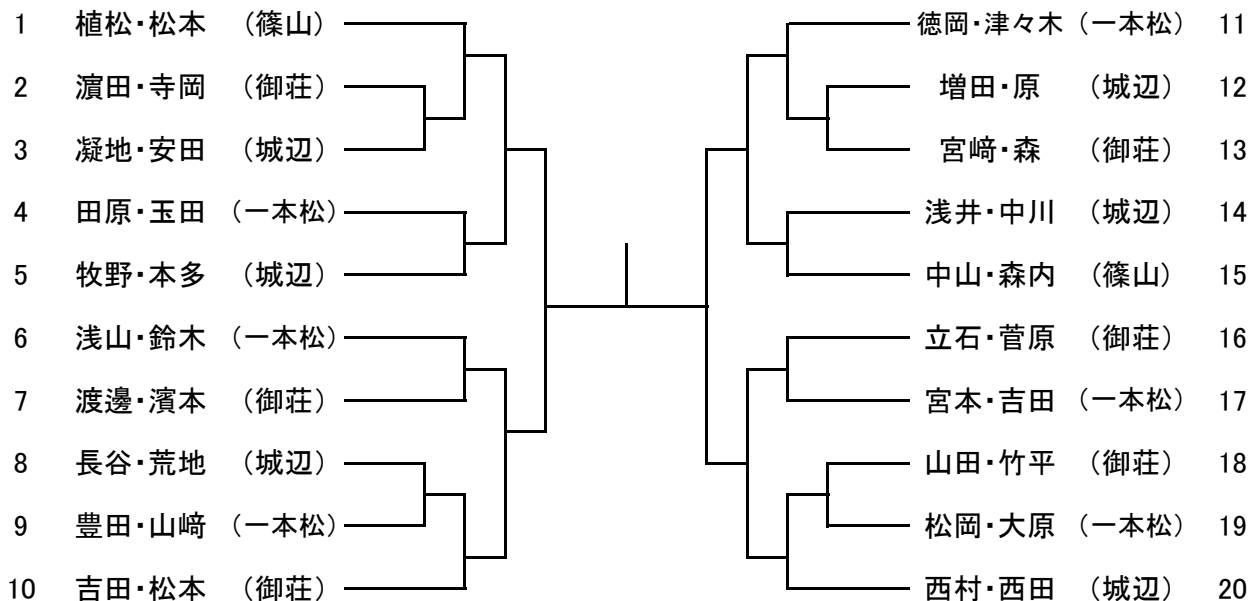 1 植松・松本 （篠山）
2 濵田・寺岡 （御荘）
3 凝地・安田 （城辺）
4 田原・玉田 （一本松）
5 牧野・本多 （城辺）
6 浅山・鈴木 （一本松）
7 渡邊・濱本 （御荘）
8 長谷・荒地 （城辺）
9 豊田・山﨑 （一本松）
10 吉田・松本 （御荘）
徳岡・津々木 （一本松） 11
増田・原 （城辺） 12
宮﨑・森 （御荘） 13
浅井・中川 （城辺） 14
中山・森内 （篠山） 15
立石・菅原 （御荘） 16
宮本・吉田 （一本松） 17
山田・竹平 （御荘） 18
松岡・大原 （一本松） 19
西村・西田 （城辺） 20